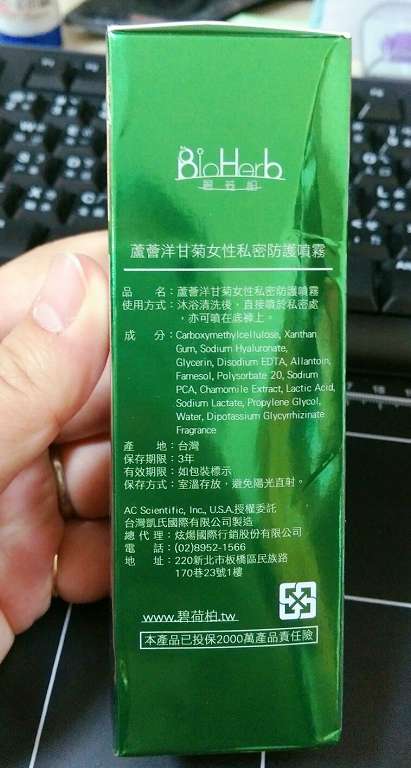 BioHerb
碧荷柏
蘆薈洋甘菊女性私密防護噴霧
品　　名：蘆薈洋甘菊女性私密防護噴霧
使用方式：沐浴清洗後，直接噴於私密處
，亦可噴在底褲上。
成　　分：Carboxymethylcellulose, Xanthan
Gum, Sodium Hyaluronate,
Glycerin, Disodium EDTA, Allantoin,
Farnesol, Polysorbate 20, Sodium
PCA, Chamomile Extract, Lactic Acid,
Sodium Lactate, Propylene Glycol,
Water, Dipotassium Glycyrrhizinate
Fragrance
產　　地：台灣
保存期限：3年
有效期限：如包裝標示
保存方式：室溫存放，避免陽光直射。
AC Scientific, Inc., U.S.A.授權委託
台灣凱氏國際有限公司製造
總 代 理：炫煬國際行銷股份有限公司
電　　話：(02)8952-1566
地　　址：220新北市板橋區民族路
170巷23號1樓
www.碧荷柏.tw
本產品已投保2000萬產品責任險